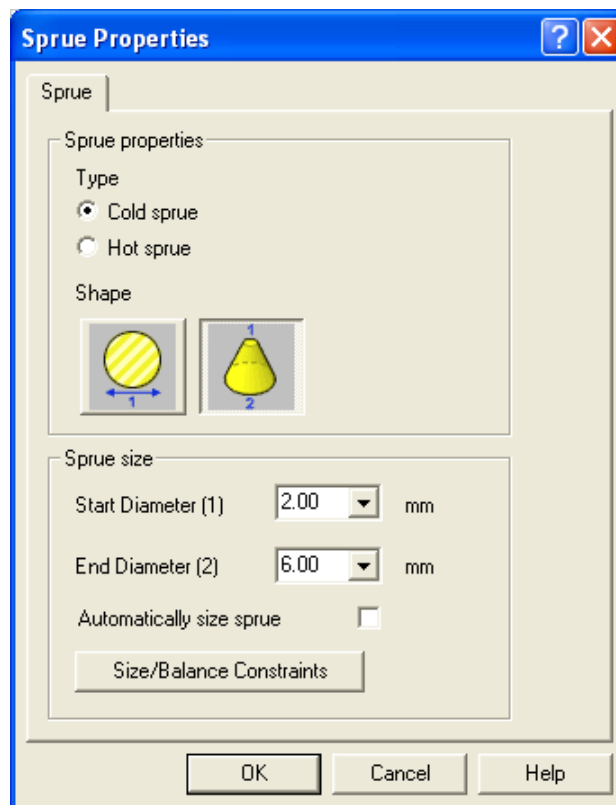 Sprue Properties
Sprue
Sprue properties
Type
Cold sprue
Hot sprue
Shape
1
1
2
Sprue size
Start Diameter (1) 2.00 mm
End Diameter (2) 6.00 mm
Automatically size sprue
Size/Balance Constraints
OK Cancel Help